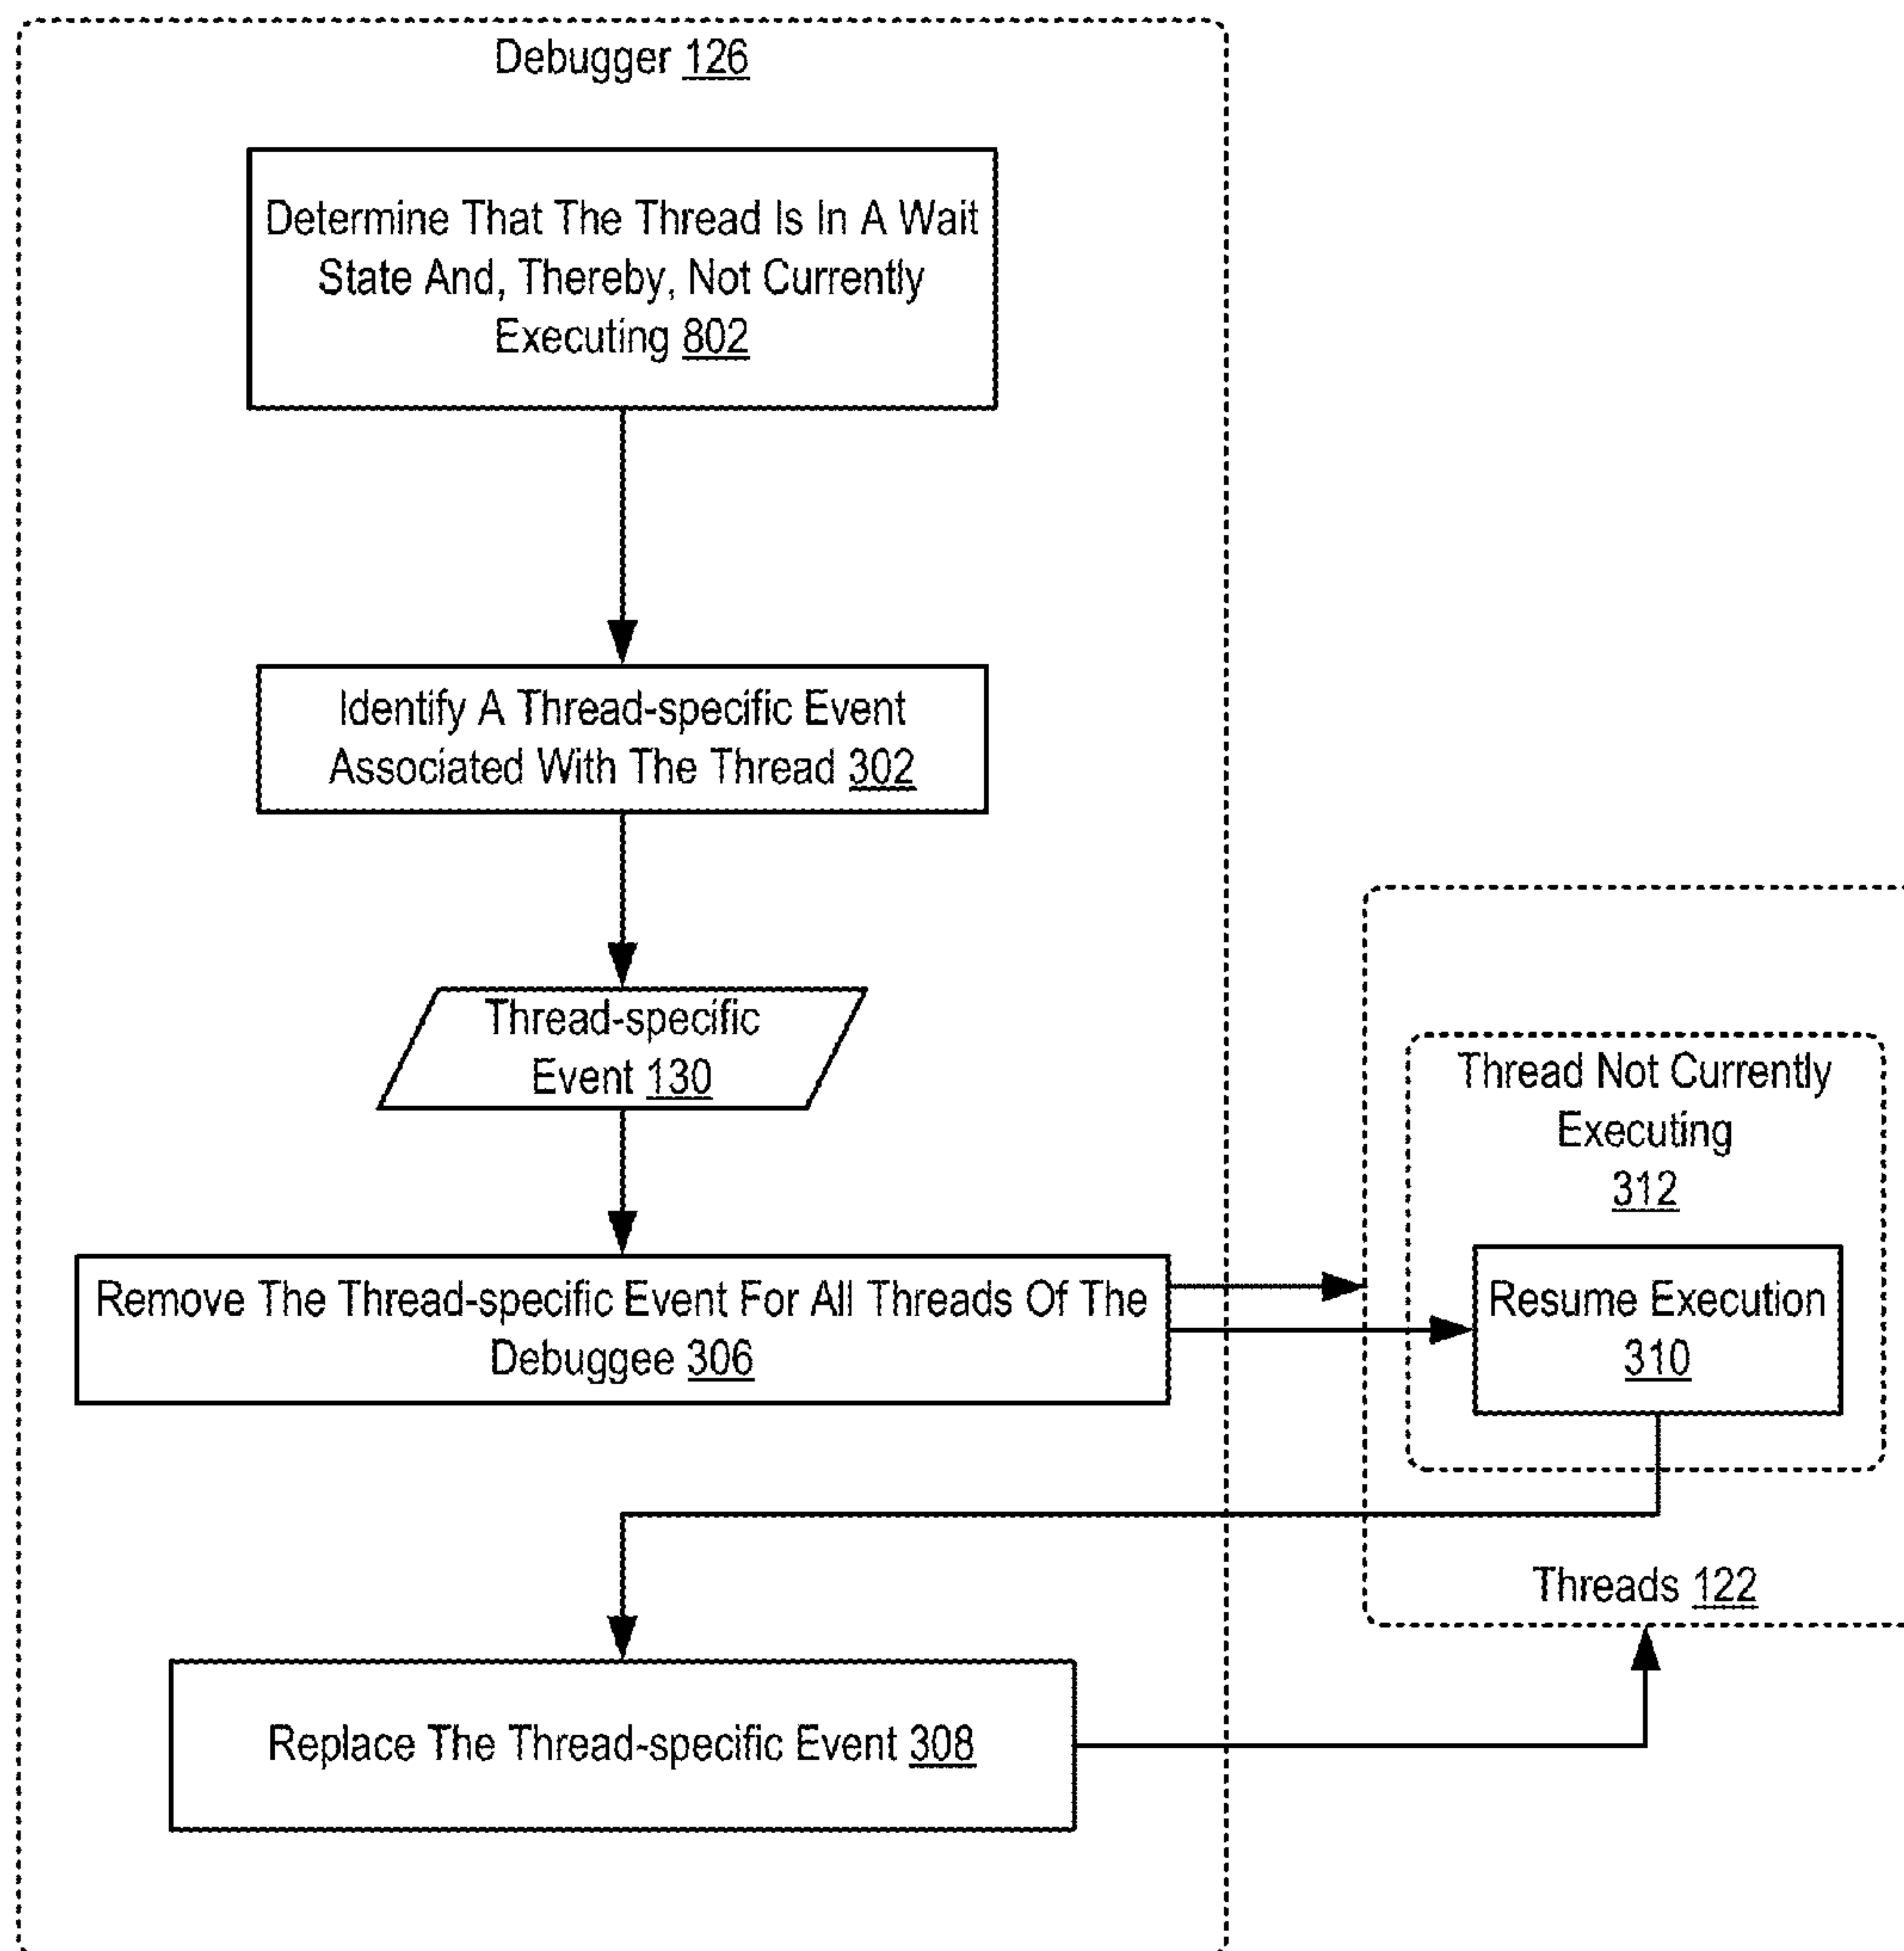 Debugger 126
Determine That The Thread Is In A Wait
State And, Thereby, Not Currently
Executing 802
Identify A Thread-specific Event
Associated With The Thread 302
Thread-specific
Event 130
Remove The Thread-specific Event For All Threads Of The
Debuggee 306
Thread Not Currently
Executing
312
Resume Execution
310
Threads 122
Replace The Thread-specific Event 308